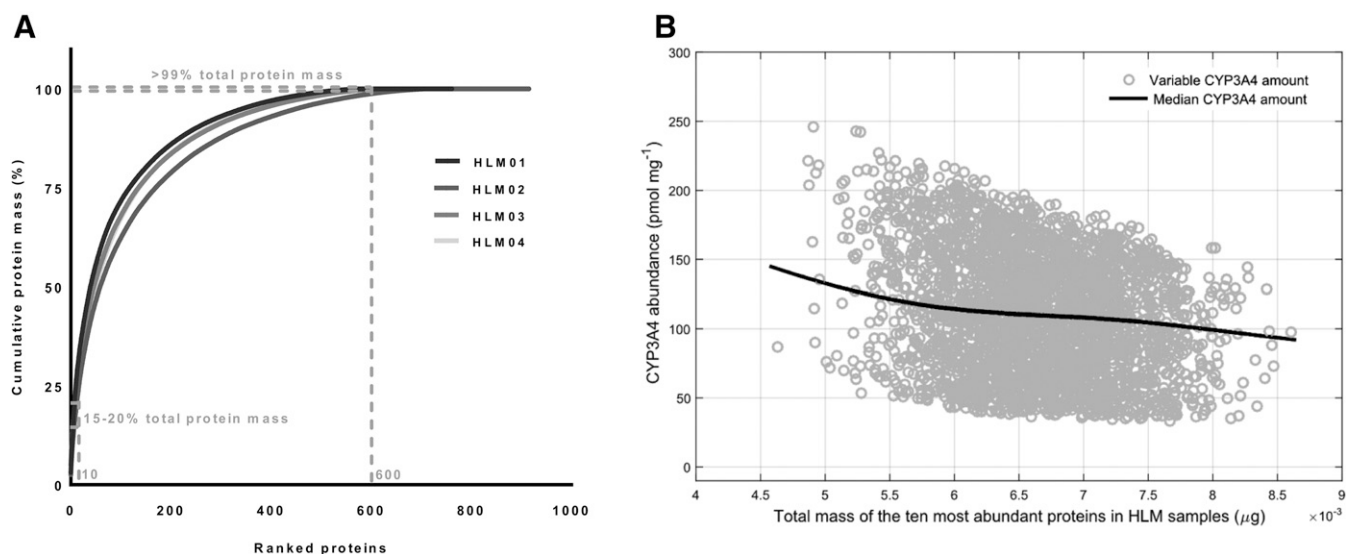 A
>99% total protein mass
100
75
50
25
0
Cumulative protein mass (%)
HLM01
HLM02
HLM03
HLM04
15-20% total protein mass
10
600
0 200 400 600 800 1000
Ranked proteins
B
300
250
200
150
100
50
0
CYP3A4 abundance (pmol mg⁻¹)
Variable CYP3A4 amount
Median CYP3A4 amount
4 4.5 5 5.5 6 6.5 7 7.5 8 8.5 9
Total mass of the ten most abundant proteins in HLM samples (μg)
×10⁻³